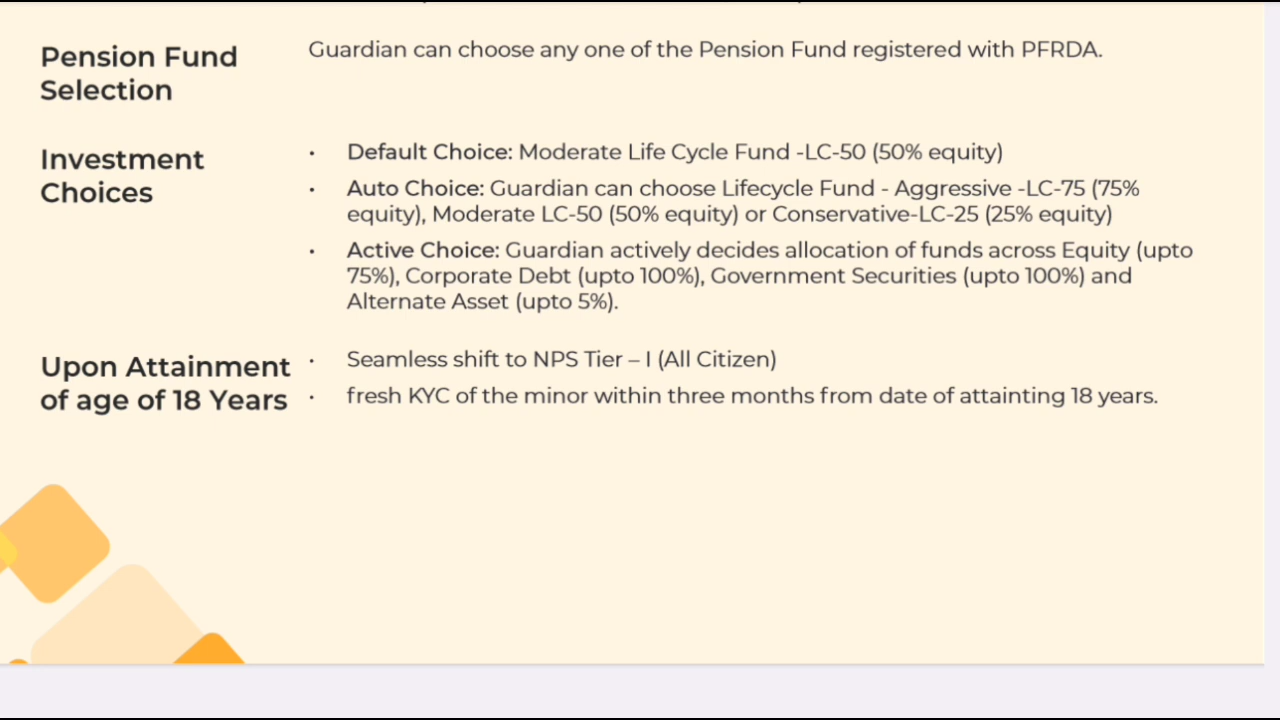 Pension Fund
Selection
Guardian can choose any one of the Pension Fund registered with PFRDA.
Investment
Choices
• Default Choice: Moderate Life Cycle Fund -LC-50 (50% equity)
• Auto Choice: Guardian can choose Lifecycle Fund - Aggressive -LC-75 (75%
equity), Moderate LC-50 (50% equity) or Conservative-LC-25 (25% equity)
• Active Choice: Guardian actively decides allocation of funds across Equity (upto
75%), Corporate Debt (upto 100%), Government Securities (upto 100%) and
Alternate Asset (upto 5%).
Upon Attainment
of age of 18 Years
• Seamless shift to NPS Tier – I (All Citizen)
• fresh KYC of the minor within three months from date of attainting 18 years.